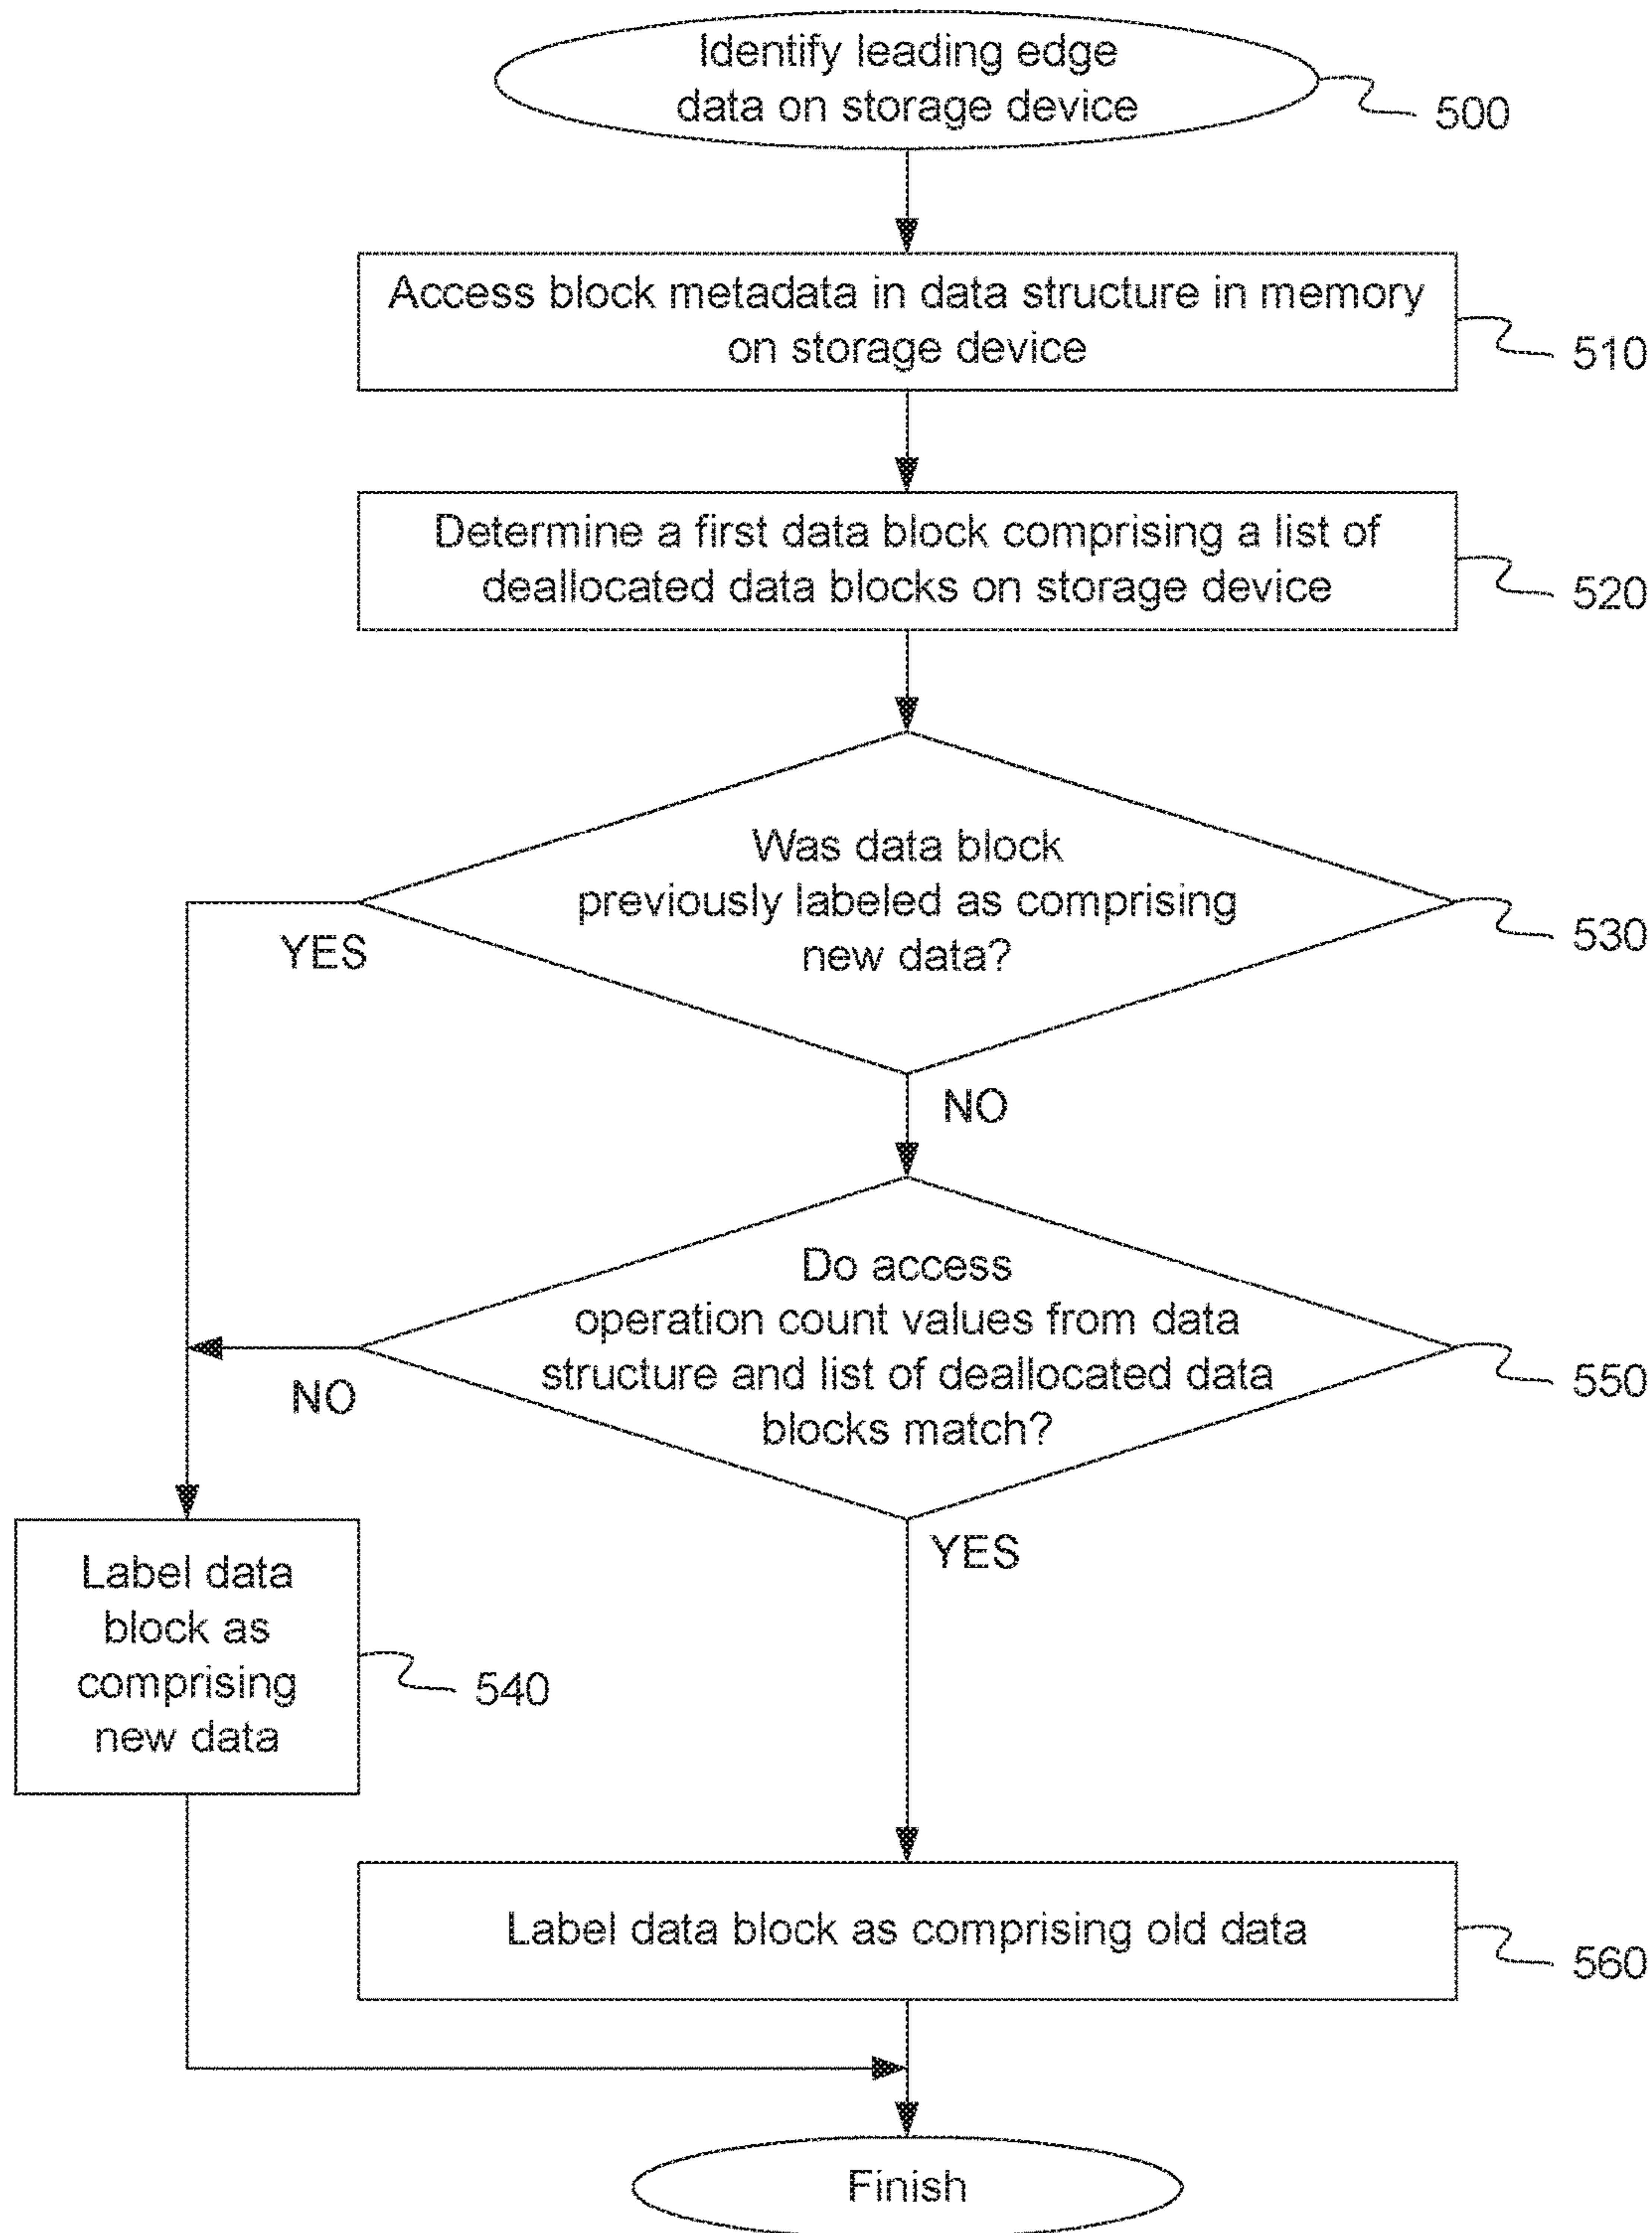 Identify leading edge
data on storage device
500
Access block metadata in data structure in memory
on storage device
510
Determine a first data block comprising a list of
deallocated data blocks on storage device
520
Was data block
previously labeled as comprising
new data?
530
YES
NO
Do access
operation count values from data
structure and list of deallocated data
blocks match?
550
NO
YES
Label data
block as
comprising
new data
540
Label data block as comprising old data
560
Finish